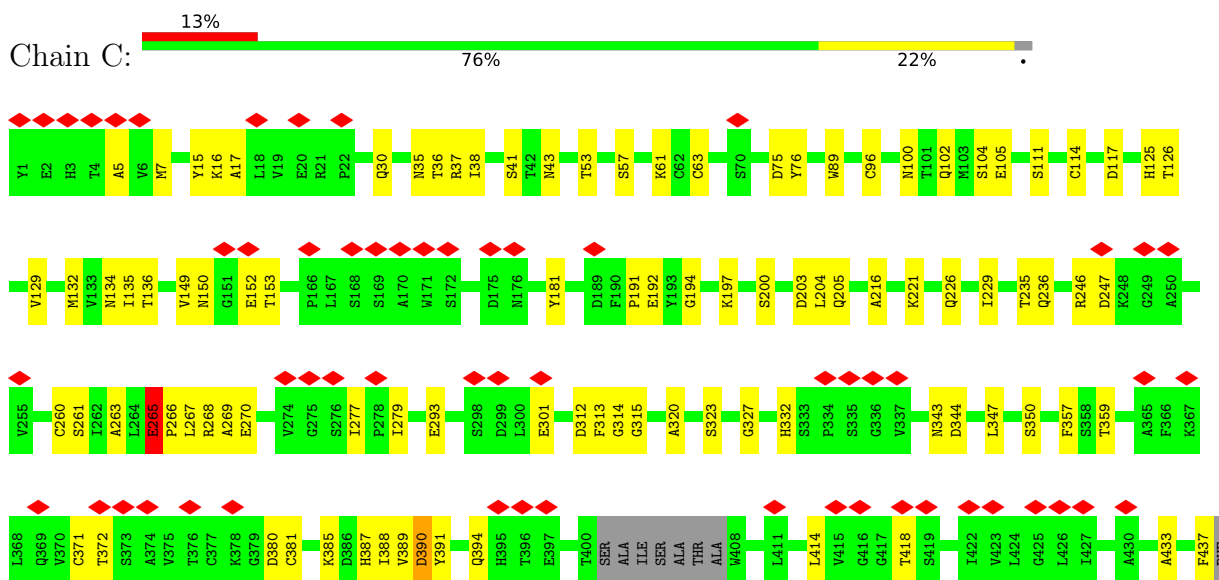 13%
Chain C:
76% 22% •
Y1 E2 H3 T4 A5 V6 M7 Y15 K16 A17 L18 V19 E20 R21 P22 Q30 N35 T36 R37 I38 S41 T42 N43 T53 S57 K61 C62 C63 S70 D75 Y76 W89 C96 N100 T101 Q102 M103 S104 E105 S111 C114 D117 H125 T126
V129 M132 V133 N134 I135 T136 V149 N150 G151 E152 T153 P166 L167 S168 S169 A170 W171 S172 D175 N176 Y181 D189 F190 P191 E192 Y193 G194 K197 S200 D203 L204 Q205 A216 K221 Q226 I229 T235 Q236 R246 D247 K248 G249 A250
V255 C260 S261 I262 A263 L264 E265 P266 L267 R268 A269 E270 V274 G275 S276 I277 P278 I279 E293 S298 D299 L300 E301 D312 F313 G314 G315 A320 S323 G327 H332 S333 P334 S335 G336 V337 N343 D344 L347 S350 F357 S358 T359 A365 F366 K367
L368 Q369 V370 C371 T372 S373 A374 V375 T376 C377 K378 G379 D380 C381 K385 D386 H387 I388 V389 D390 Y391 Q394 H395 T396 E397 T400 SER ALA ILE SER ALA THR ALA W408 L411 L414 V415 G416 G417 T418 S419 I422 V423 L424 G425 L426 I427 A430 A433 F437